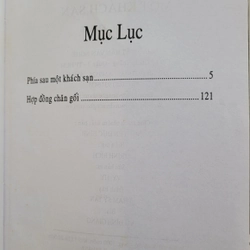 Mục Lục
Phía sau một khách sạn ........ 5
Hợp đồng chăn gối ........ 121